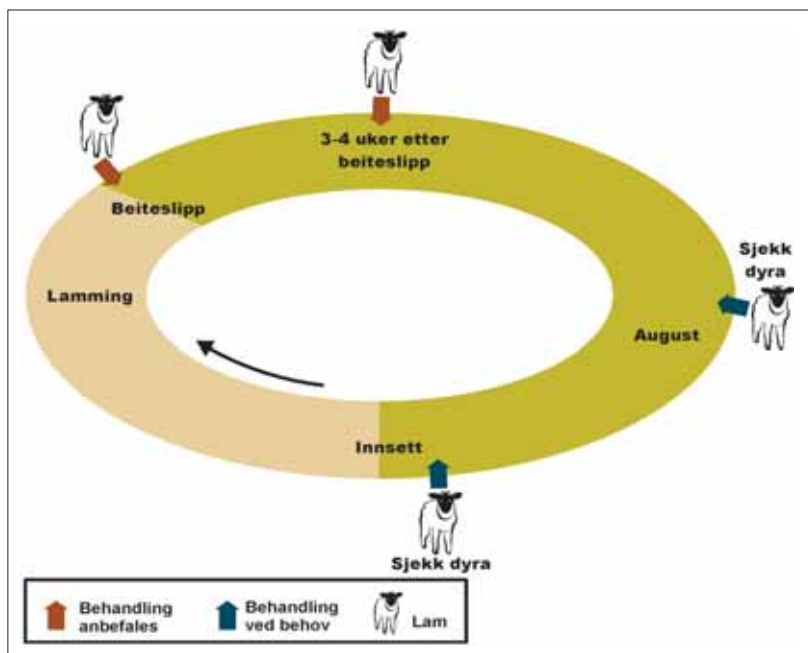 3-4 uker etter
beiteslipp
Beiteslipp
Sjekk
dyra
Lamming
August
Innsett
Sjekk dyra
Behandling
anbefales
Behandling
ved behov
Lam